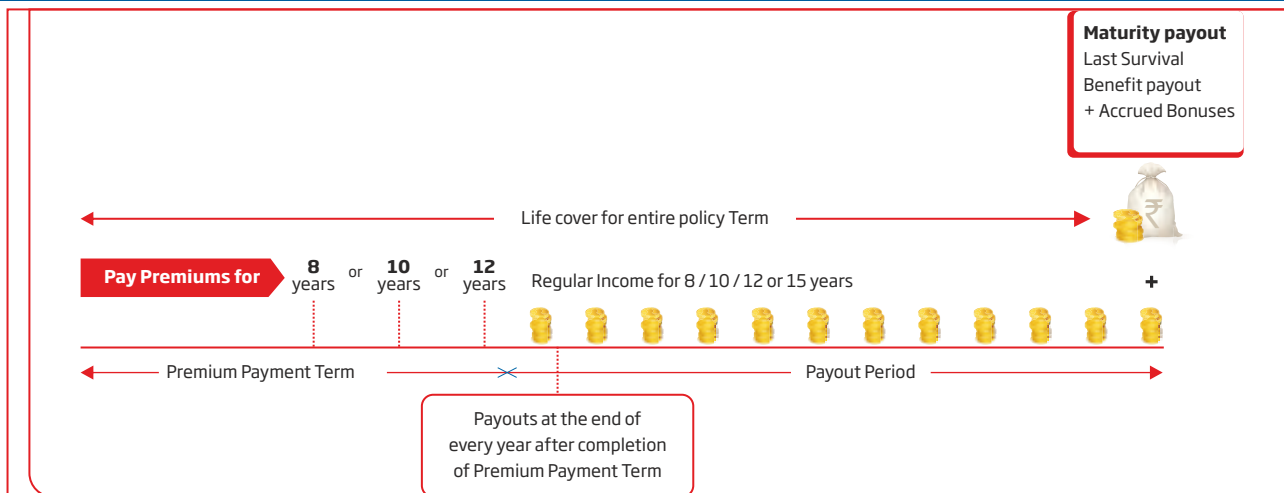 Maturity payout
Last Survival
Benefit payout
+ Accrued Bonuses
₹
Life cover for entire policy Term
Pay Premiums for
8 or 10 or 12
years years years
Regular Income for 8 / 10 / 12 or 15 years
+
Premium Payment Term
Payout Period
Payouts at the end of
every year after completion
of Premium Payment Term